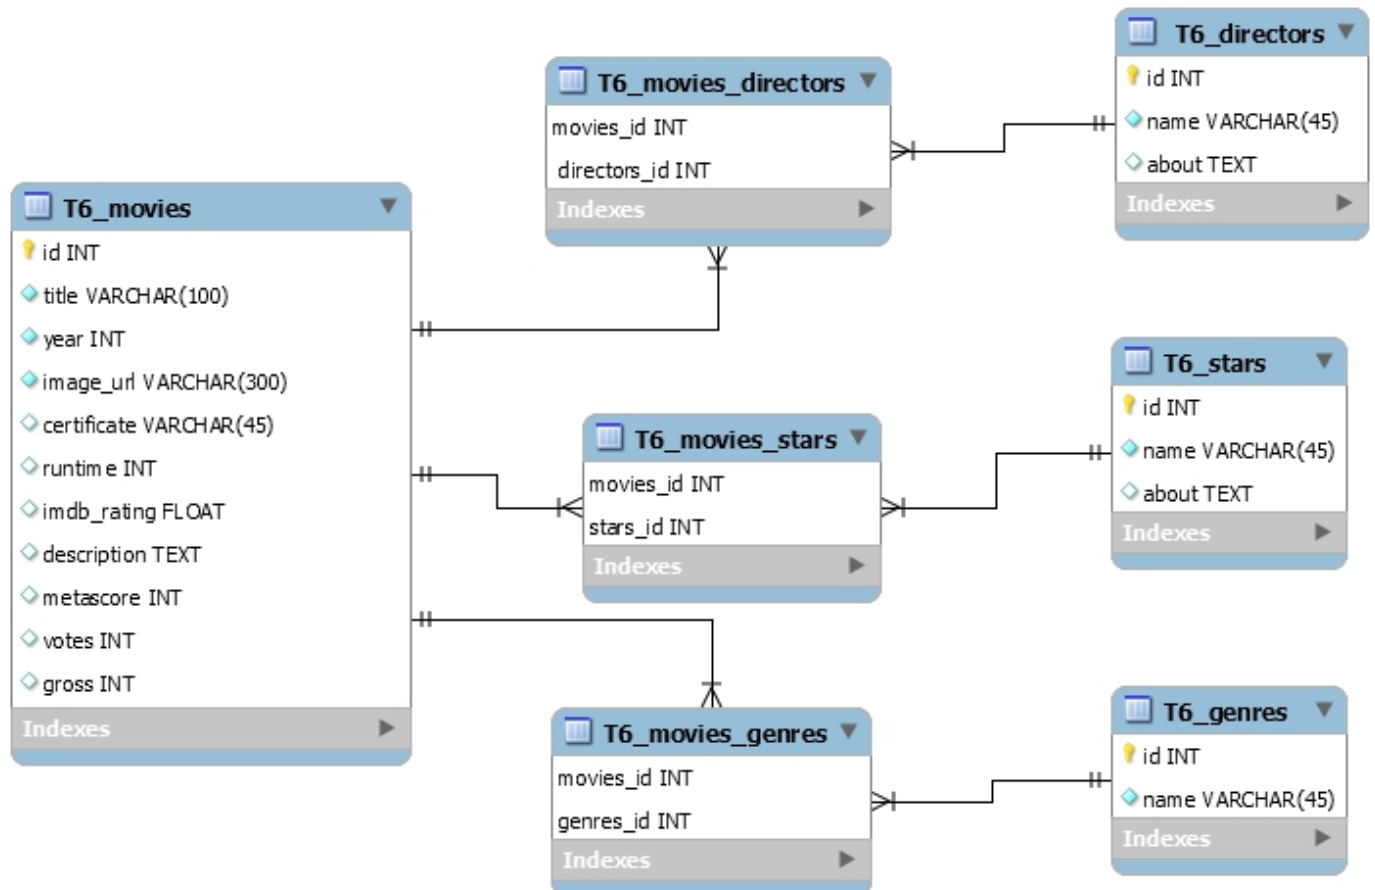 T6_movies
id INT
title VARCHAR(100)
year INT
image_url VARCHAR(300)
certificate VARCHAR(45)
runtime INT
imdb_rating FLOAT
description TEXT
metascore INT
votes INT
gross INT
Indexes
T6_movies_directors
movies_id INT
directors_id INT
Indexes
T6_directors
id INT
name VARCHAR(45)
about TEXT
Indexes
T6_movies_stars
movies_id INT
stars_id INT
Indexes
T6_stars
id INT
name VARCHAR(45)
about TEXT
Indexes
T6_movies_genres
movies_id INT
genres_id INT
Indexes
T6_genres
id INT
name VARCHAR(45)
Indexes